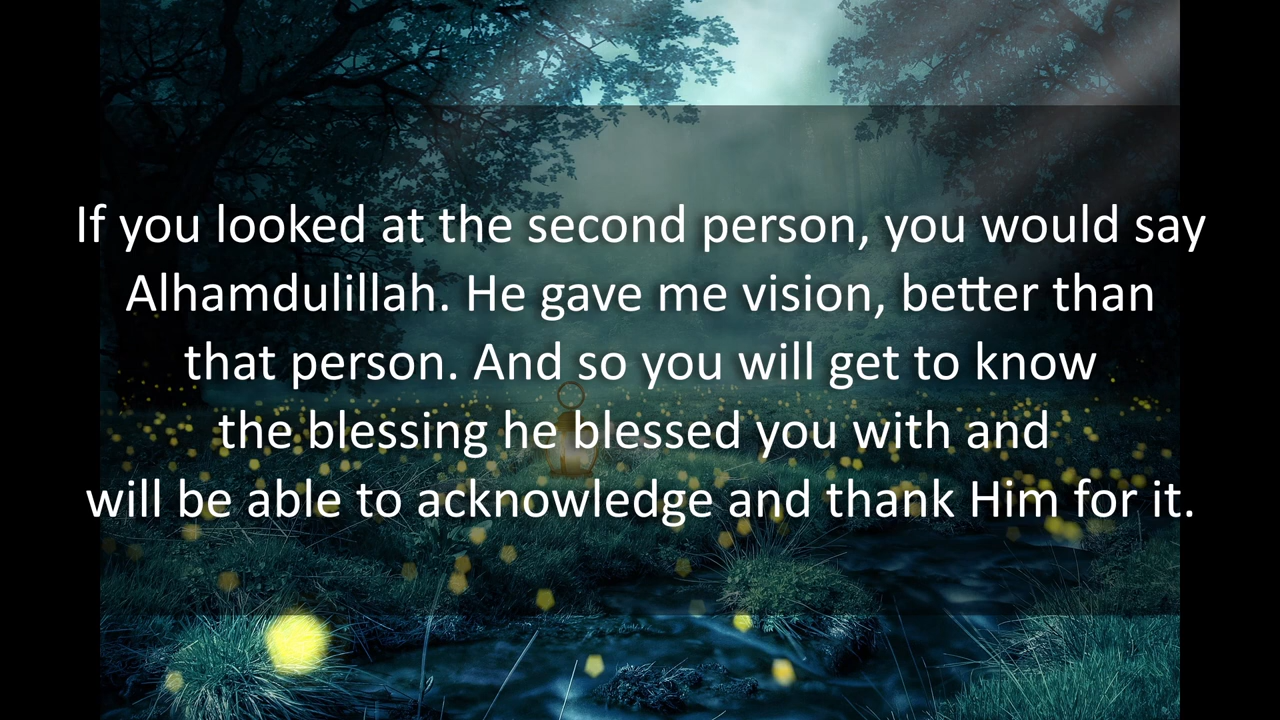 If you looked at the second person, you would say
Alhamdulillah. He gave me vision, better than
that person. And so you will get to know
the blessing he blessed you with and
will be able to acknowledge and thank Him for it.